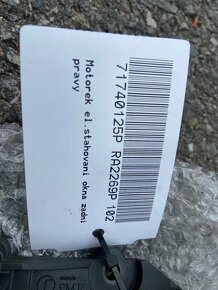 71740125P RA2269P 102
Motorek el.stahovani okna zadni
pravy